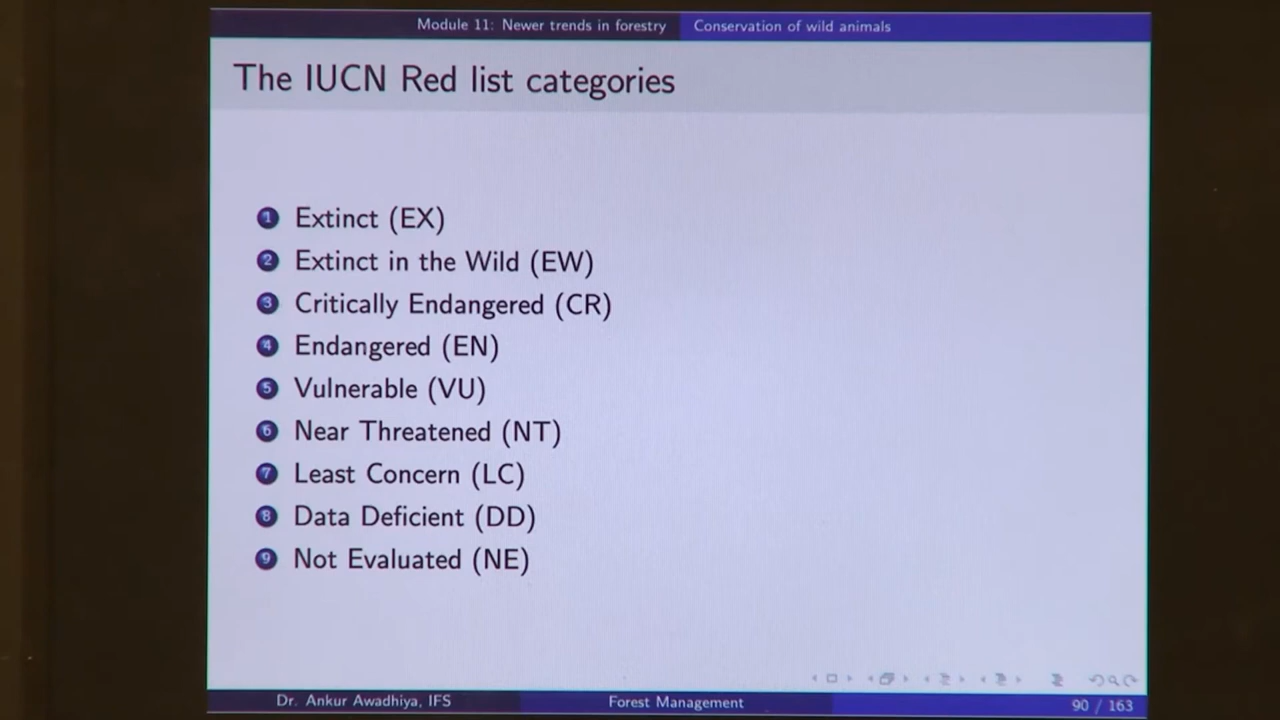 Module 11: Newer trends in forestry Conservation of wild animals
The IUCN Red list categories
1 Extinct (EX)
2 Extinct in the Wild (EW)
3 Critically Endangered (CR)
4 Endangered (EN)
5 Vulnerable (VU)
6 Near Threatened (NT)
7 Least Concern (LC)
8 Data Deficient (DD)
9 Not Evaluated (NE)
Dr. Ankur Awadhiya, IFS Forest Management 90 / 163